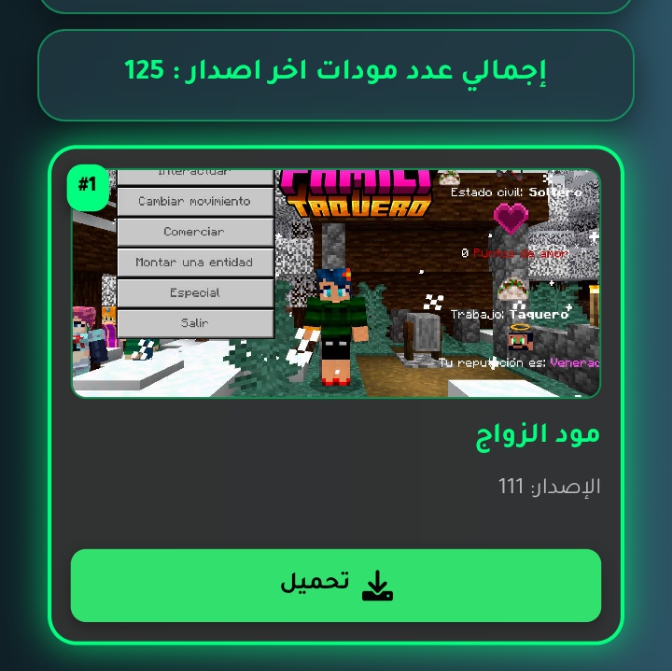 إجمالي عدد مودات اخر اصدار : 125
#1
Interactuar
Cambiar movimiento
Comerciar
Montar una entidad
Especial
Salir
FAMILY
TAQUERO
Estado civil: Soltero
0 Puntos de amor
Trabajo: Taquero
Tu reputación es:
مود الزواج
الإصدار: 111
تحميل